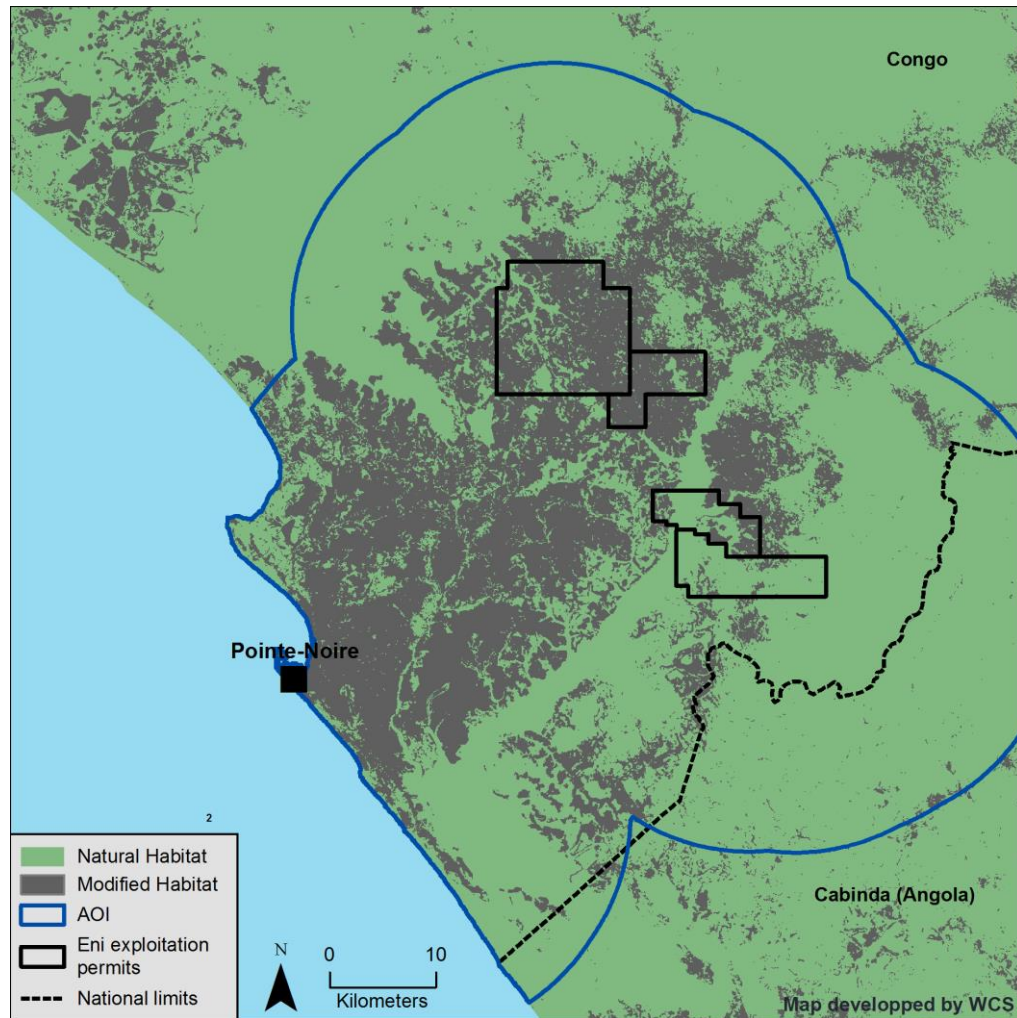 Congo
Pointe-Noire
2
Natural Habitat
Modified Habitat
AOI
Eni exploitation
permits
National limits
N
0 10
Kilometers
Cabinda (Angola)
Map developped by WCS